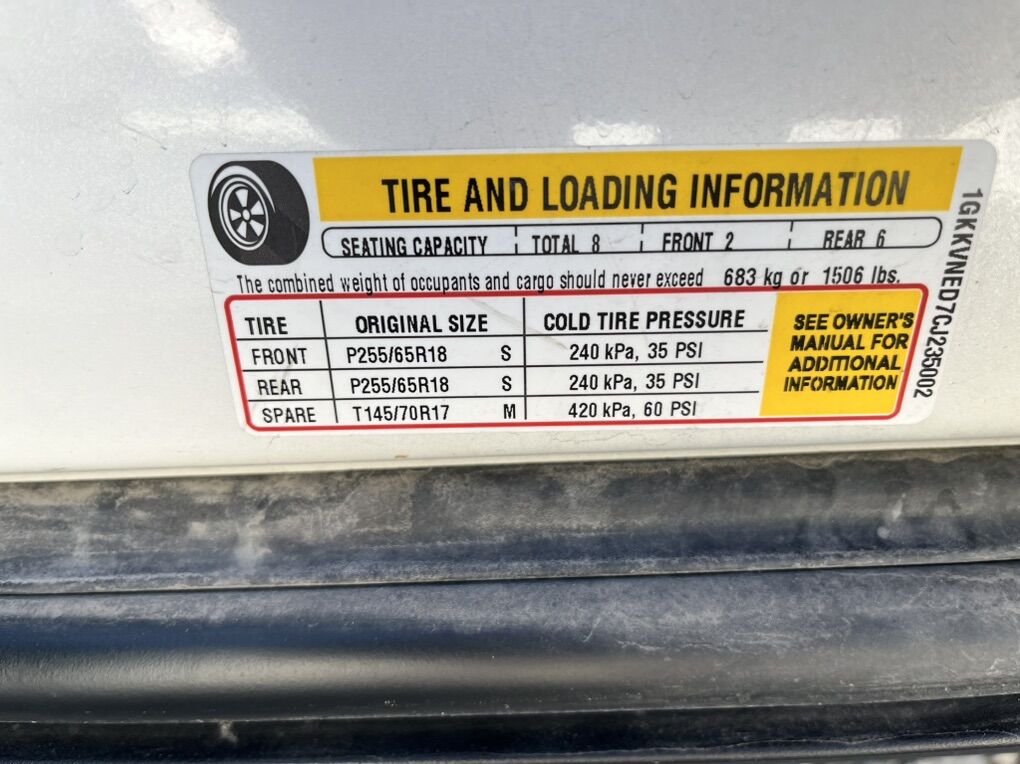 TIRE AND LOADING INFORMATION
SEATING CAPACITY TOTAL 8 FRONT 2 REAR 6
The combined weight of occupants and cargo should never exceed 683 kg or 1506 lbs.
TIRE ORIGINAL SIZE COLD TIRE PRESSURE
FRONT P255/65R18 S 240 kPa, 35 PSI
REAR P255/65R18 S 240 kPa, 35 PSI
SPARE T145/70R17 M 420 kPa, 60 PSI
SEE OWNER'S
MANUAL FOR
ADDITIONAL
INFORMATION
1GKKVNED7CJ235002